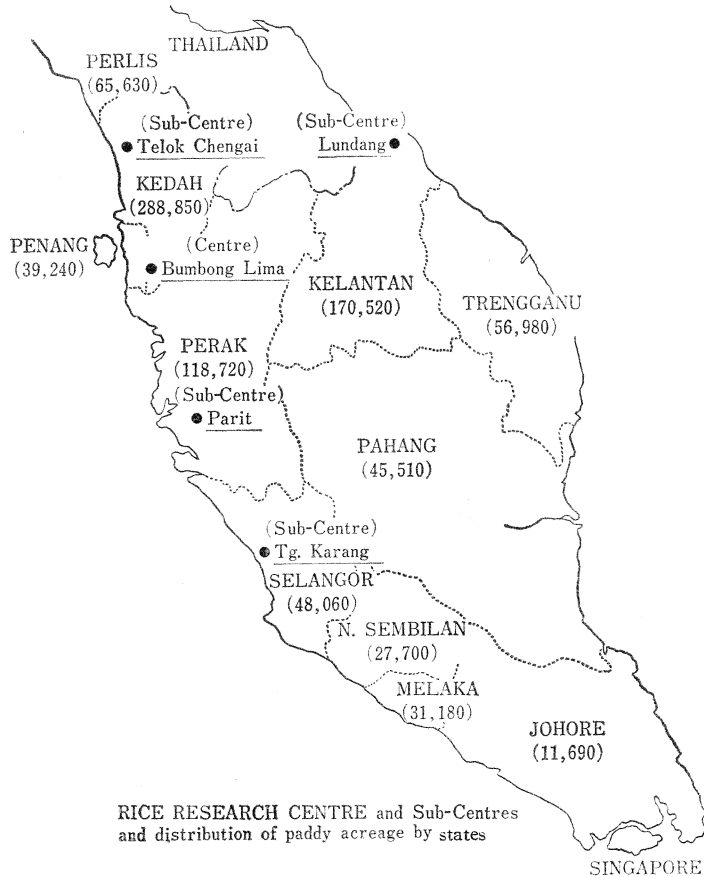 THAILAND
PERLIS
(65,630)
(Sub-Centre)
Telok Chengai
(Sub-Centre)
Lundang
KEDAH
(288,850)
PENANG
(39,240)
(Centre)
Bumbong Lima
KELANTAN
(170,520)
TRENGGANU
(56,980)
PERAK
(118,720)
(Sub-Centre)
Parit
PAHANG
(45,510)
(Sub-Centre)
Tg. Karang
SELANGOR
(48,060)
N. SEMBILAN
(27,700)
MELAKA
(31,180)
JOHORE
(11,690)
RICE RESEARCH CENTRE and Sub-Centres
and distribution of paddy acreage by states
SINGAPORE